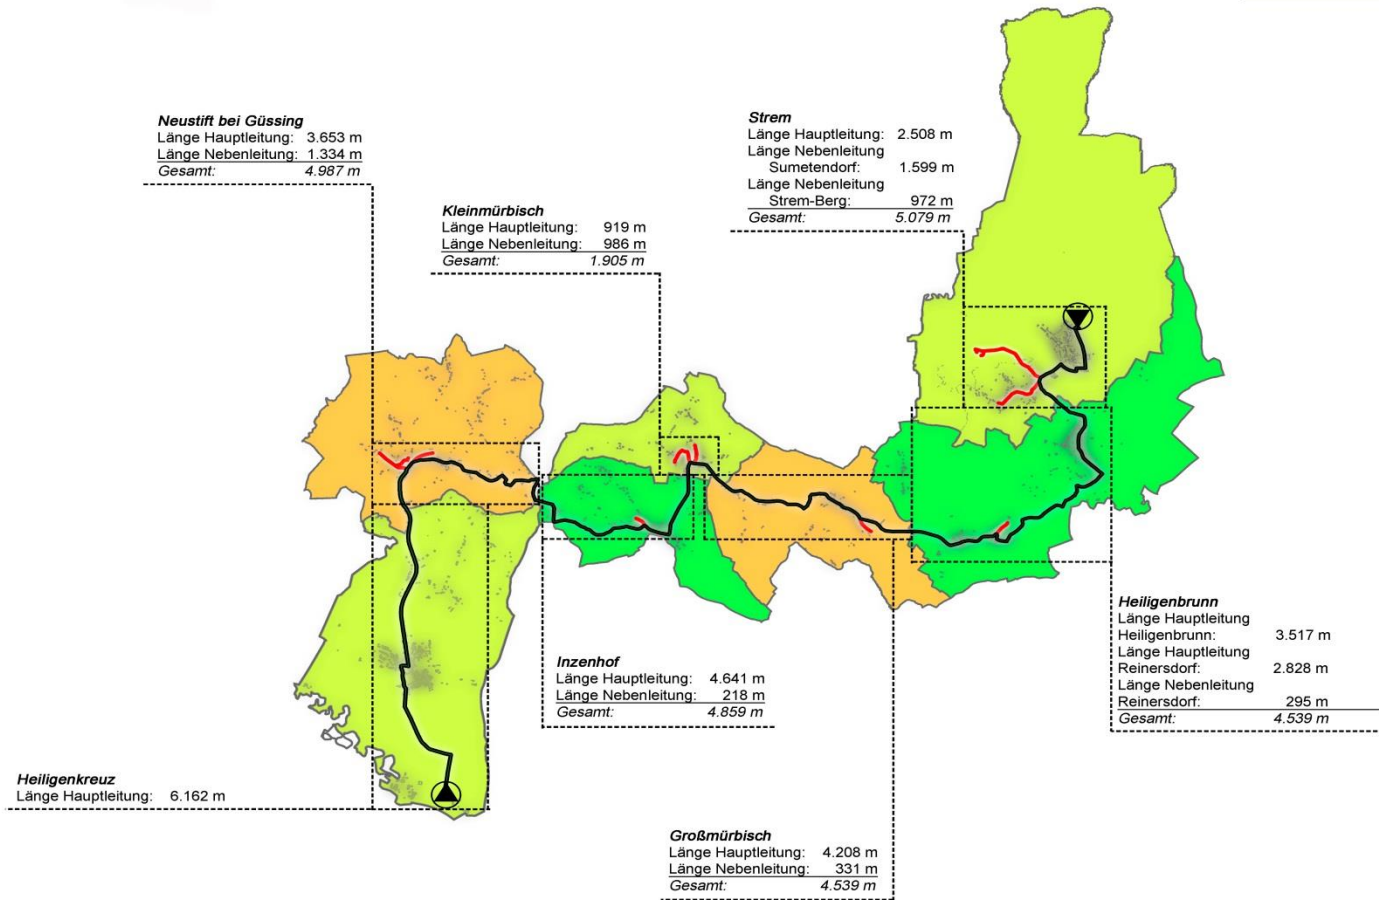 Neustift bei Güssing
Länge Hauptleitung: 3.653 m
Länge Nebenleitung: 1.334 m
Gesamt: 4.987 m
Kleinmürbisch
Länge Hauptleitung: 919 m
Länge Nebenleitung: 986 m
Gesamt: 1.905 m
Strem
Länge Hauptleitung: 2.508 m
Länge Nebenleitung
Sumetendorf: 1.599 m
Länge Nebenleitung
Strem-Berg: 972 m
Gesamt: 5.079 m
Heiligenbrunn
Länge Hauptleitung
Heiligenbrunn: 3.517 m
Länge Hauptleitung
Reinersdorf: 2.828 m
Länge Nebenleitung
Reinersdorf: 295 m
Gesamt: 4.539 m
Inzenhof
Länge Hauptleitung: 4.641 m
Länge Nebenleitung: 218 m
Gesamt: 4.859 m
Heiligenkreuz
Länge Hauptleitung: 6.162 m
Großmürbisch
Länge Hauptleitung: 4.208 m
Länge Nebenleitung: 331 m
Gesamt: 4.539 m